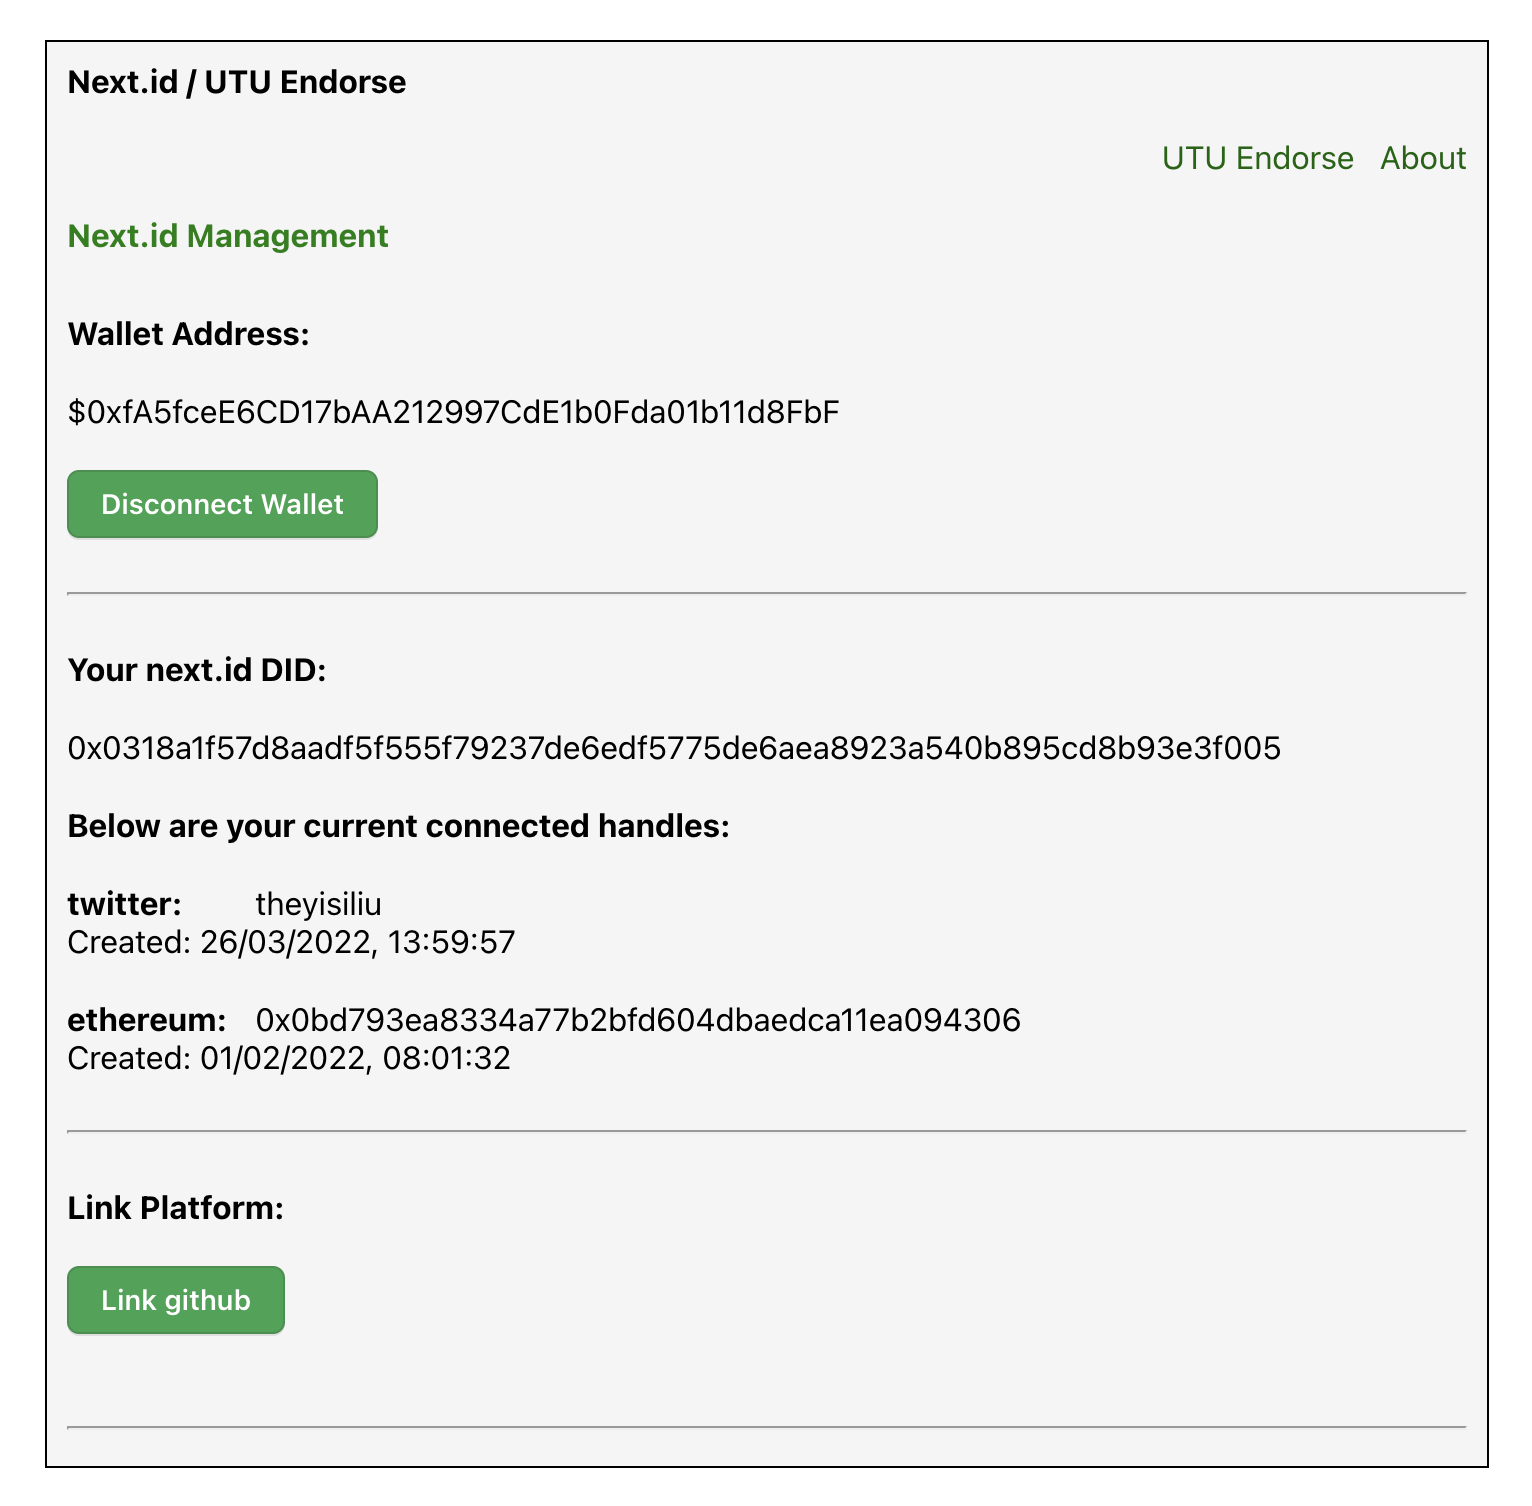 Next.id / UTU Endorse
UTU Endorse About
Next.id Management
Wallet Address:
$0xfA5fceE6CD17bAA212997CdE1b0Fda01b11d8FbF
Disconnect Wallet
Your next.id DID:
0x0318a1f57d8aadf5f555f79237de6edf5775de6aea8923a540b895cd8b93e3f005
Below are your current connected handles:
twitter: theyisiliu
Created: 26/03/2022, 13:59:57
ethereum: 0x0bd793ea8334a77b2bfd604dbaedca11ea094306
Created: 01/02/2022, 08:01:32
Link Platform:
Link github